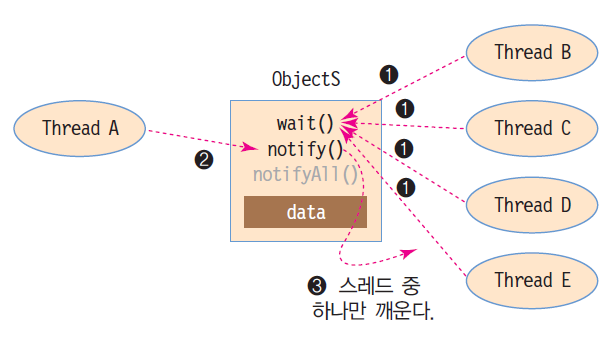 Thread B
❶
ObjectS
❶
wait()
Thread A
Thread C
❷
notify()
❶
notifyAll()
❶
data
Thread D
Thread E
❸ 스레드 중
하나만 깨운다.